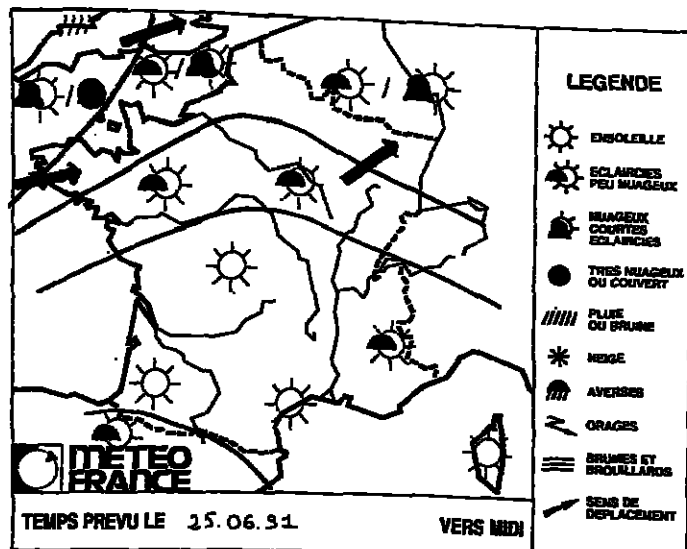 LEGENDE
ENSOLEILLE
ECLAIRCIES
PEU NUAGEUX
NUAGEUX
COURTES
ECLAIRCIES
TRES NUAGEUX
OU COUVERT
PLUIE
OU BRUINE
NEIGE
AVERSES
ORAGES
BRUMES ET
BROUILLARDS
SENS DE
DEPLACEMENT
METEO
FRANCE
TEMPS PREVU LE 25.06.91 VERS MIDI